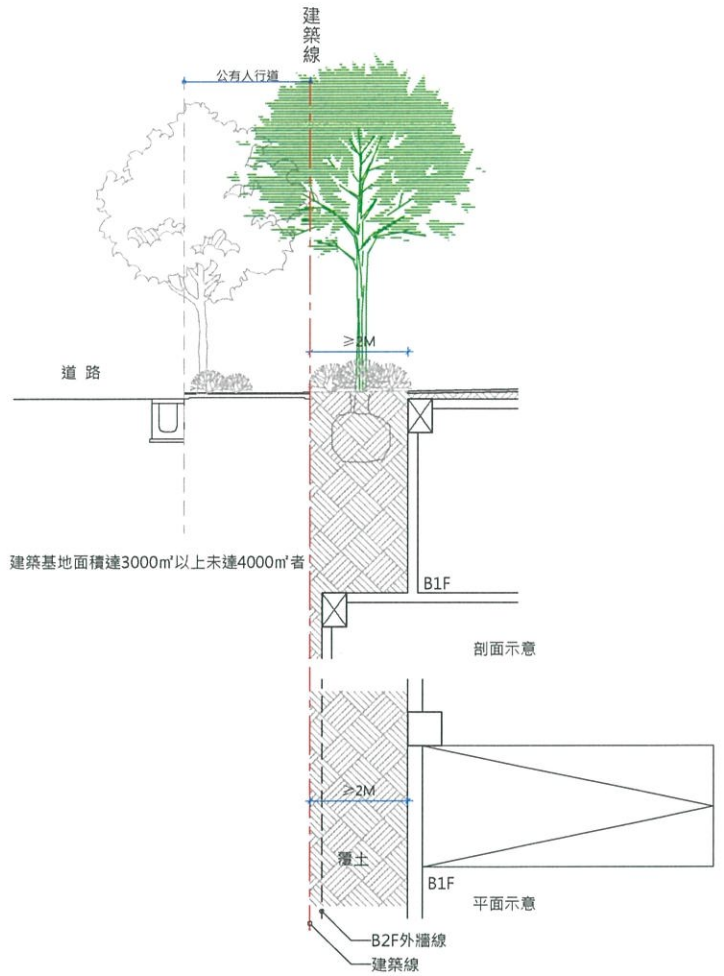 建築線
公有人行道
≥2M
道 路
建築基地面積達3000㎡以上未達4000㎡者
B1F
剖面示意
≥2M
覆土
B1F
平面示意
B2F外牆線
建築線